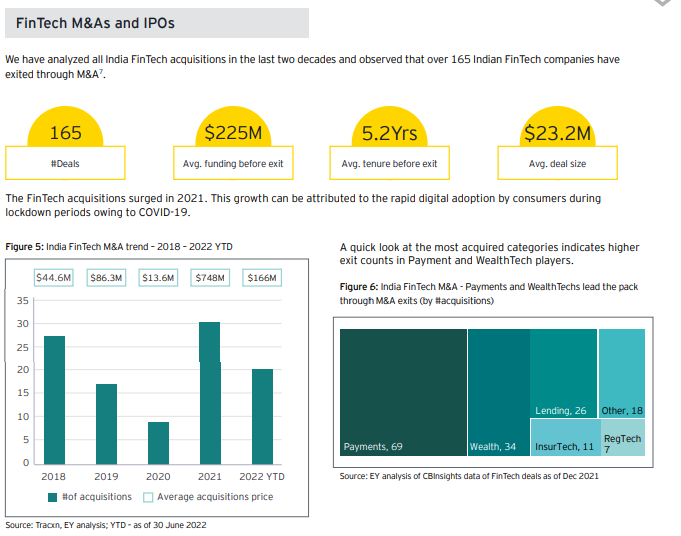 FinTech M&As and IPOs
We have analyzed all India FinTech acquisitions in the last two decades and observed that over 165 Indian FinTech companies have
exited through M&A⁷.
165
#Deals
$225M
Avg. funding before exit
5.2Yrs
Avg. tenure before exit
$23.2M
Avg. deal size
The FinTech acquisitions surged in 2021. This growth can be attributed to the rapid digital adoption by consumers during
lockdown periods owing to COVID-19.
Figure 5: India FinTech M&A trend – 2018 – 2022 YTD
$44.6M
$86.3M
$13.6M
$748M
$166M
35
30
25
20
15
10
5
0
2018
2019
2020
2021
2022 YTD
#of acquisitions
Average acquisitions price
Source: Tracxn, EY analysis; YTD – as of 30 June 2022
A quick look at the most acquired categories indicates higher
exit counts in Payment and WealthTech players.
Figure 6: India FinTech M&A - Payments and WealthTechs lead the pack
through M&A exits (by #acquisitions)
Payments, 69
Wealth, 34
Lending, 26
Other, 18
InsurTech, 11
RegTech
7
Source: EY analysis of CBInsights data of FinTech deals as of Dec 2021